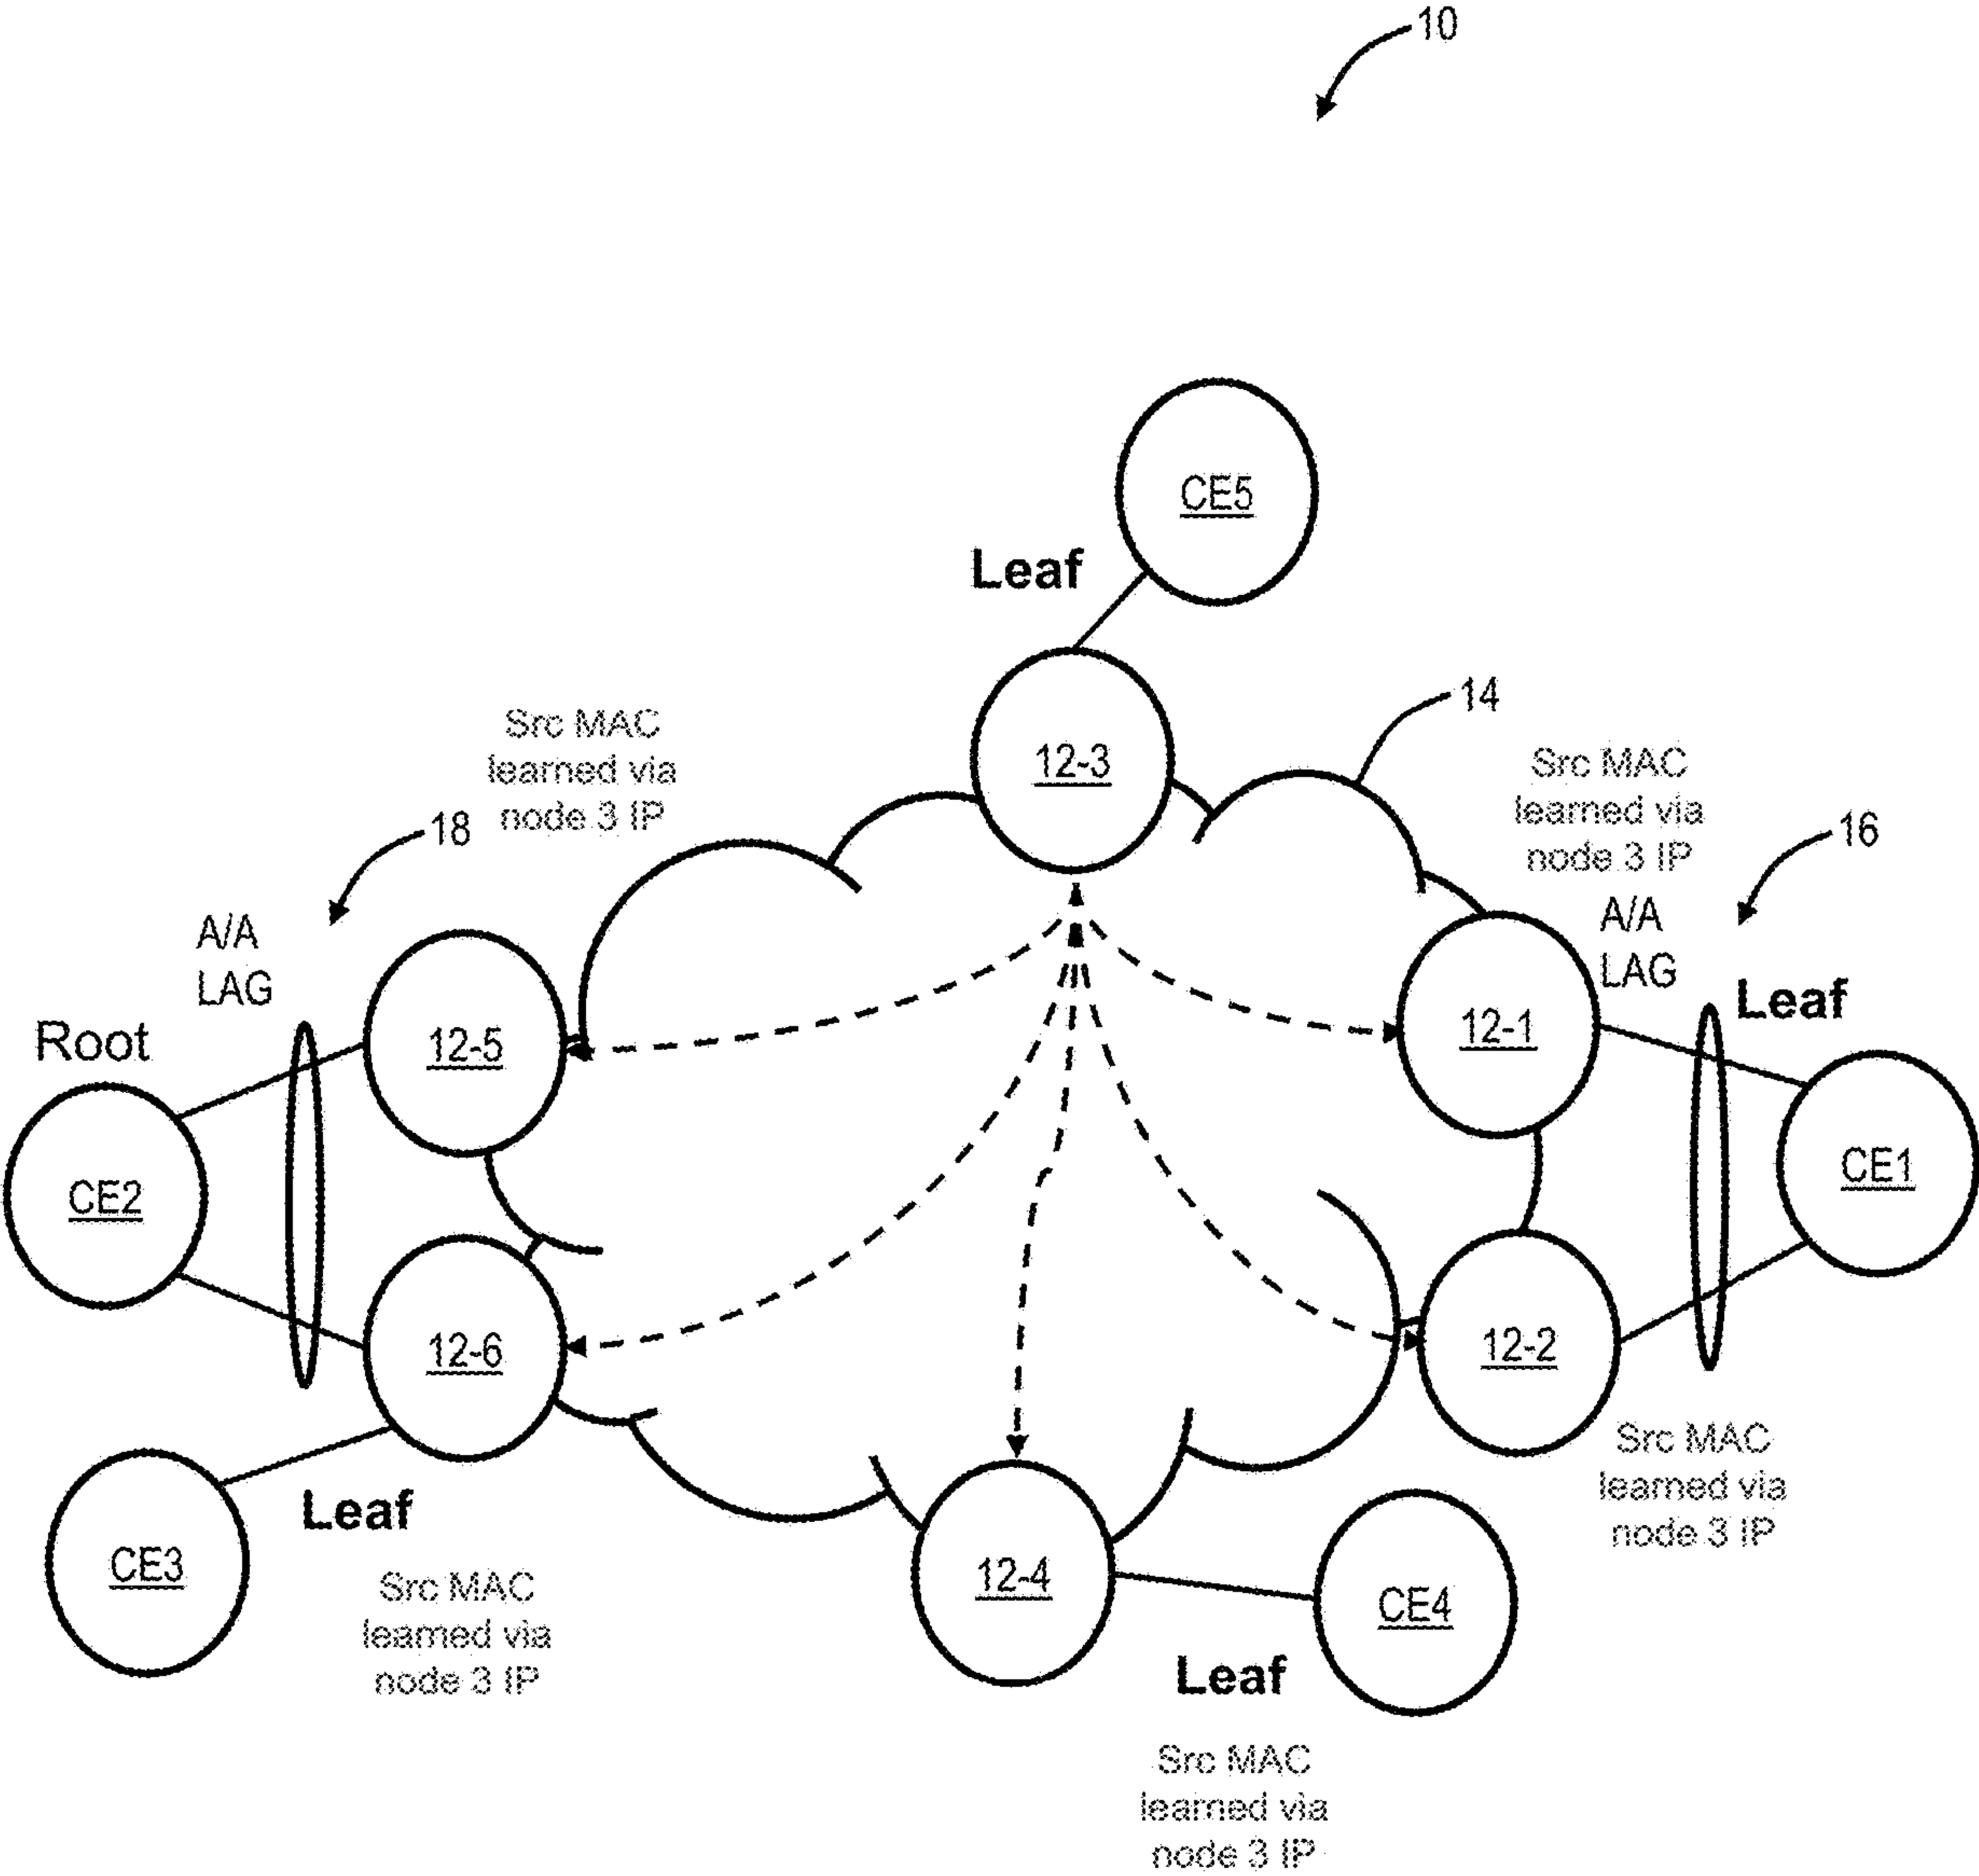 10
CE5
Leaf
12-3
14
Src MAC
learned via
node 3 IP
Src MAC
learned via
node 3 IP
18
16
A/A
LAG
A/A
LAG
Leaf
Root
12-5
12-1
CE2
CE1
12-6
12-2
Leaf
CE3
Src MAC
learned via
node 3 IP
12-4
CE4
Src MAC
learned via
node 3 IP
Leaf
Src MAC
learned via
node 3 IP